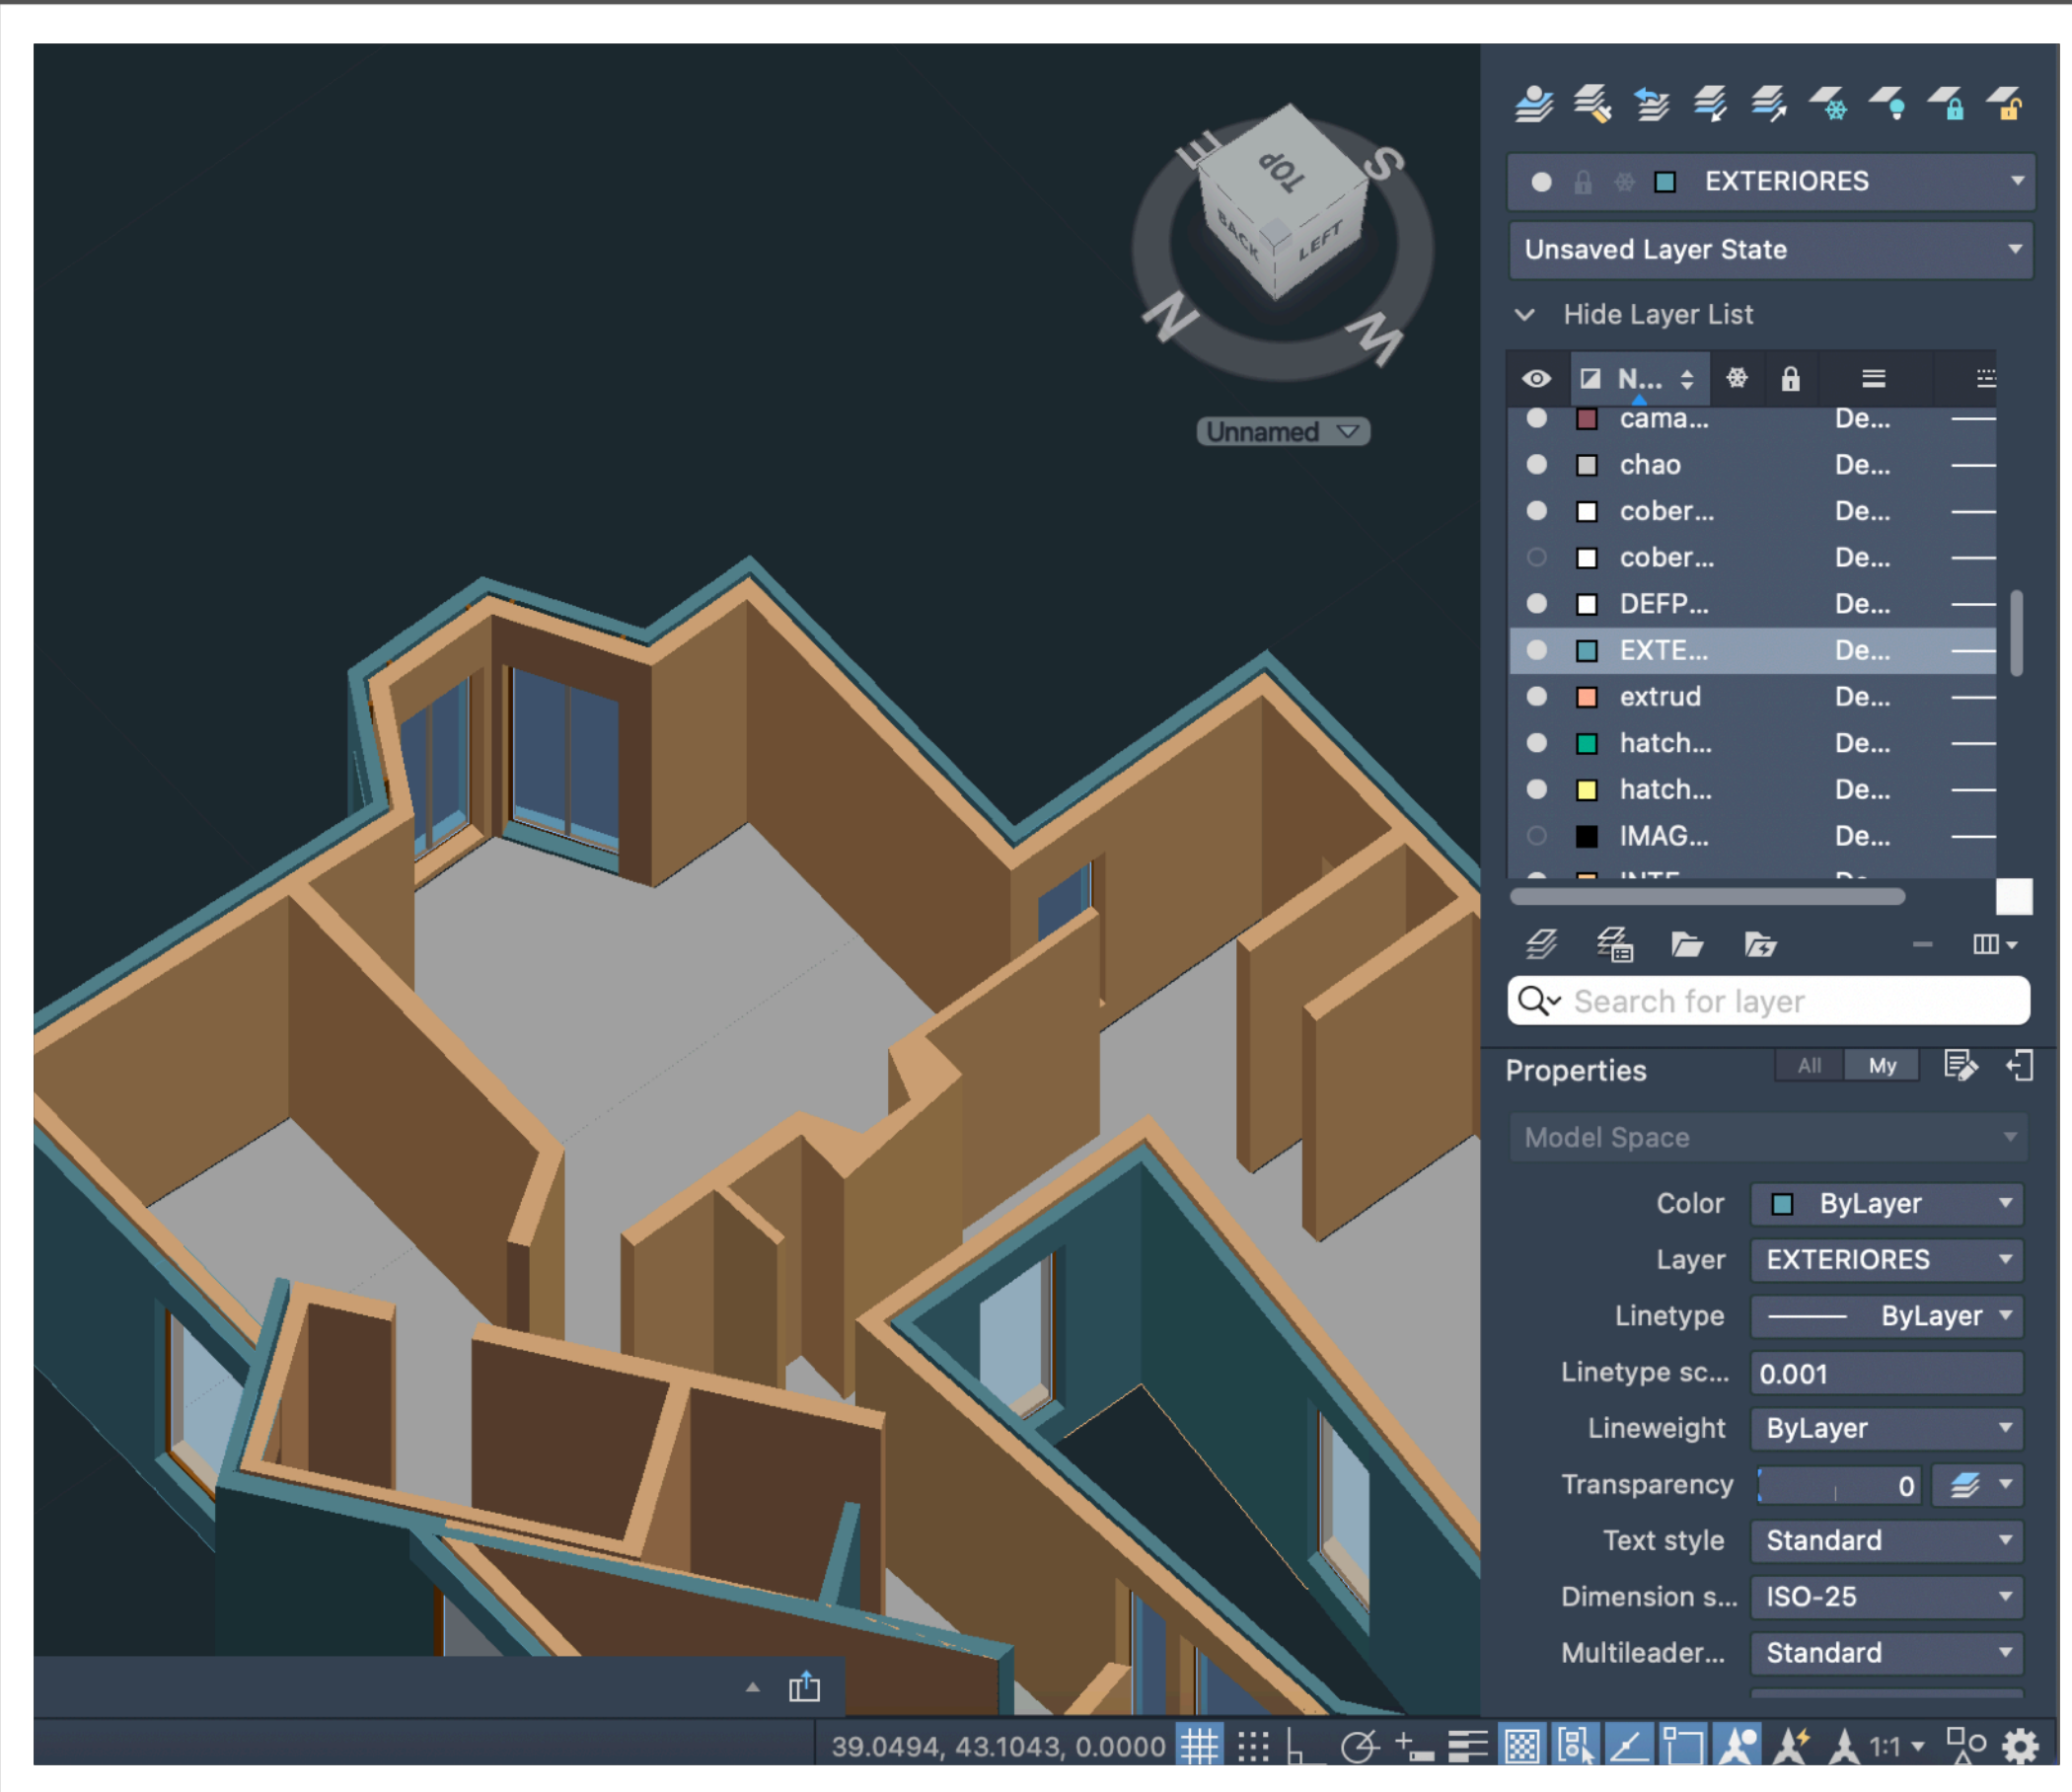 E
S
TOP
BACK
LEFT
N
W
Unnamed
EXTERIORES
Unsaved Layer State
Hide Layer List
N...
cama... De...
chao De...
cober... De...
cober... De...
DEFP... De...
EXTE... De...
extrud De...
hatch... De...
hatch... De...
IMAG... De...
Search for layer
Properties All My
Model Space
Color ByLayer
Layer EXTERIORES
Linetype ByLayer
Linetype sc... 0.001
Lineweight ByLayer
Transparency 0
Text style Standard
Dimension s... ISO-25
Multileader... Standard
39.0494, 43.1043, 0.0000 1:1